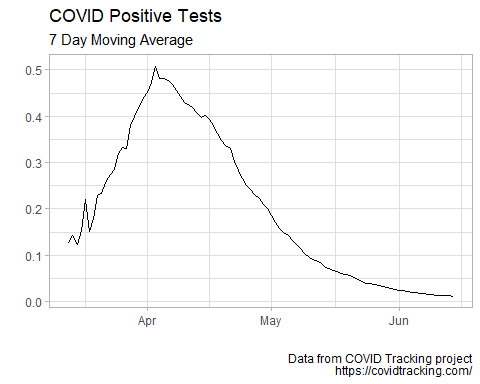 COVID Positive Tests
7 Day Moving Average
0.5
0.4
0.3
0.2
0.1
0.0
Apr May Jun
Data from COVID Tracking project
https://covidtracking.com/